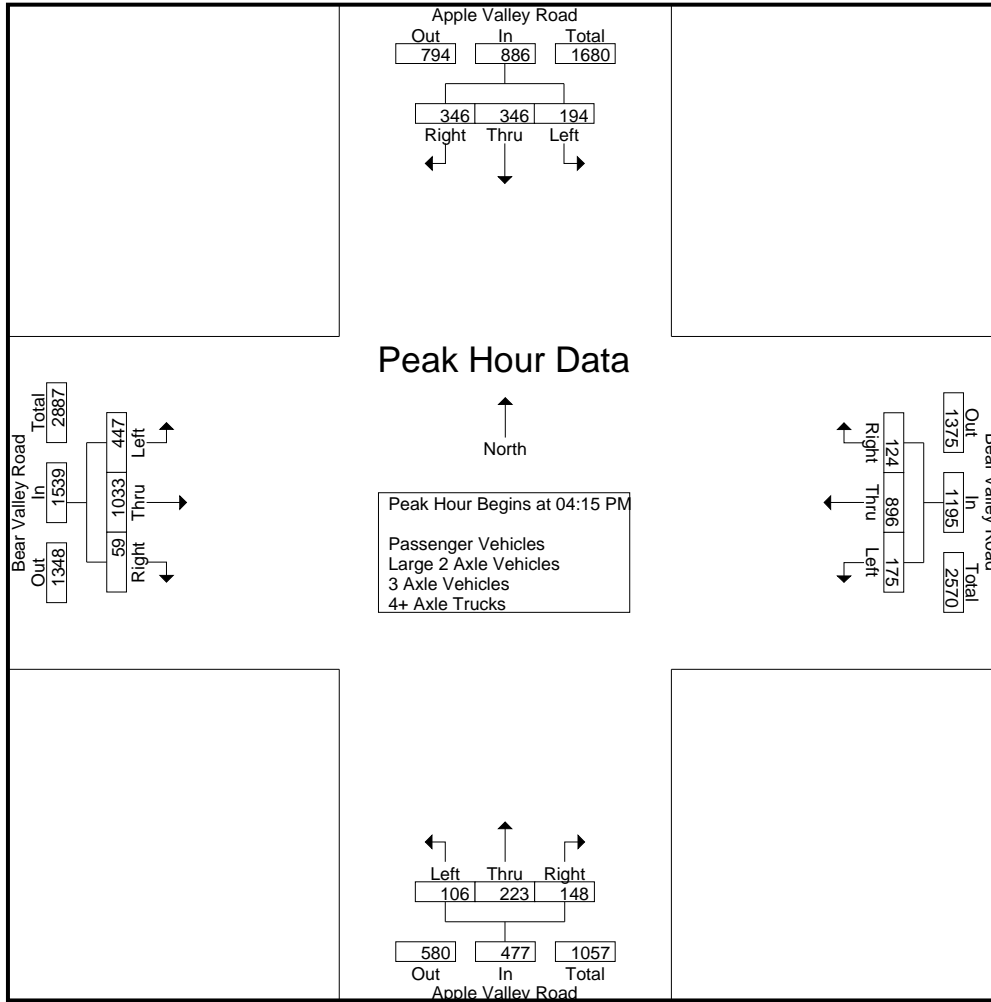 Apple Valley Road
Out In Total
794 886 1680
346 346 194
Right Thru Left
Peak Hour Data
North
Peak Hour Begins at 04:15 PM
Passenger Vehicles
Large 2 Axle Vehicles
3 Axle Vehicles
4+ Axle Trucks
Bear Valley Road
Total In Out
2887 1539 1348
447 1033 59
Left Thru Right
Bear Valley Road
Out In Total
1375 1195 2570
124 896 175
Right Thru Left
Left Thru Right
106 223 148
580 477 1057
Out In Total
Apple Valley Road